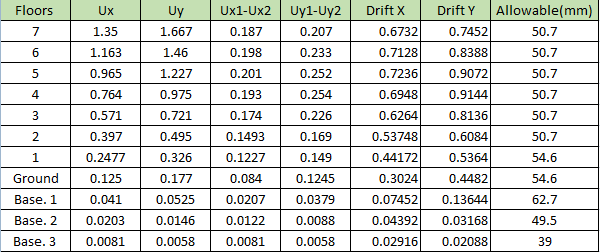 Floors Ux Uy Ux1-Ux2 Uy1-Uy2 Drift X Drift Y Allowable(mm)
7 1.35 1.667 0.187 0.207 0.6732 0.7452 50.7
6 1.163 1.46 0.198 0.233 0.7128 0.8388 50.7
5 0.965 1.227 0.201 0.252 0.7236 0.9072 50.7
4 0.764 0.975 0.193 0.254 0.6948 0.9144 50.7
3 0.571 0.721 0.174 0.226 0.6264 0.8136 50.7
2 0.397 0.495 0.1493 0.169 0.53748 0.6084 50.7
1 0.2477 0.326 0.1227 0.149 0.44172 0.5364 54.6
Ground 0.125 0.177 0.084 0.1245 0.3024 0.4482 54.6
Base. 1 0.041 0.0525 0.0207 0.0379 0.07452 0.13644 62.7
Base. 2 0.0203 0.0146 0.0122 0.0088 0.04392 0.03168 49.5
Base. 3 0.0081 0.0058 0.0081 0.0058 0.02916 0.02088 39